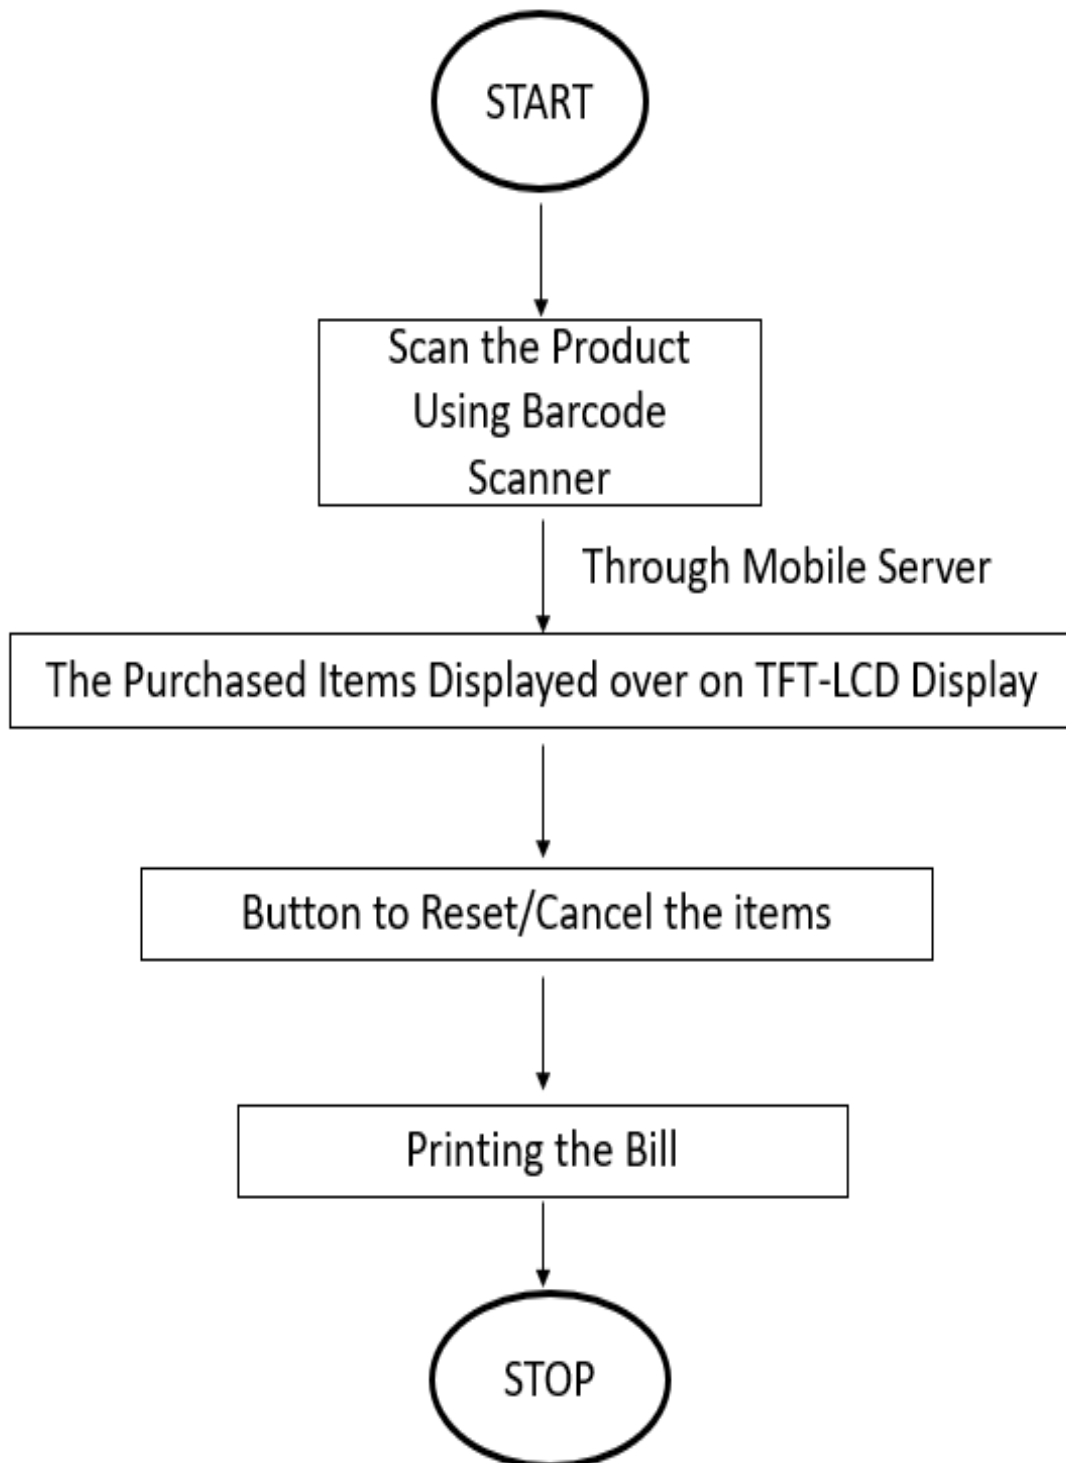 START
Scan the Product
Using Barcode
Scanner
Through Mobile Server
The Purchased Items Displayed over on TFT-LCD Display
Button to Reset/Cancel the items
Printing the Bill
STOP